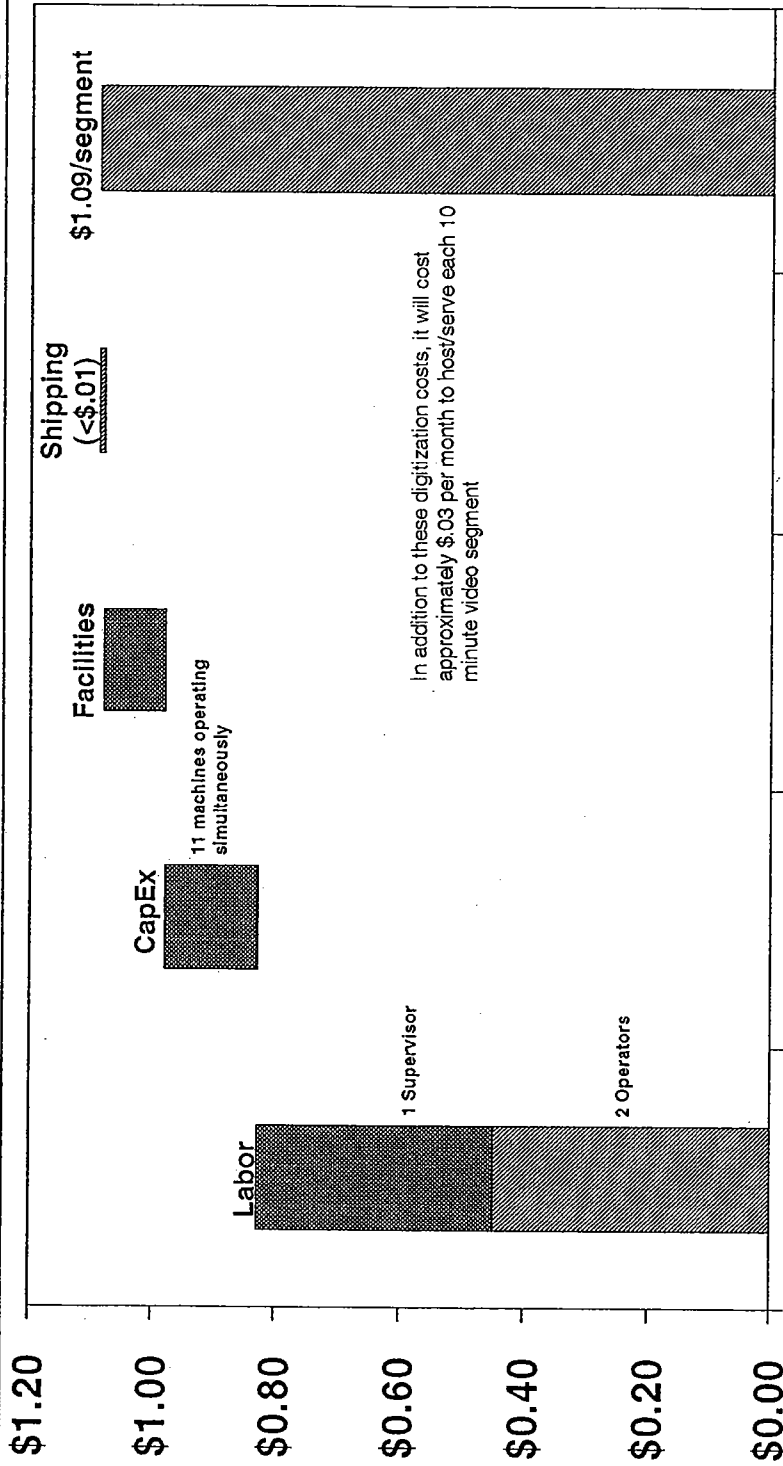 $1.20
$1.00
$0.80
$0.60
$0.40
$0.20
$0.00
Labor
1 Supervisor
2 Operators
CapEx
11 machines operating
simultaneously
Facilities
Shipping
(<$.01)
$1.09/segment
In addition to these digitization costs, it will cost
approximately $.03 per month to host/serve each 10
minute video segment